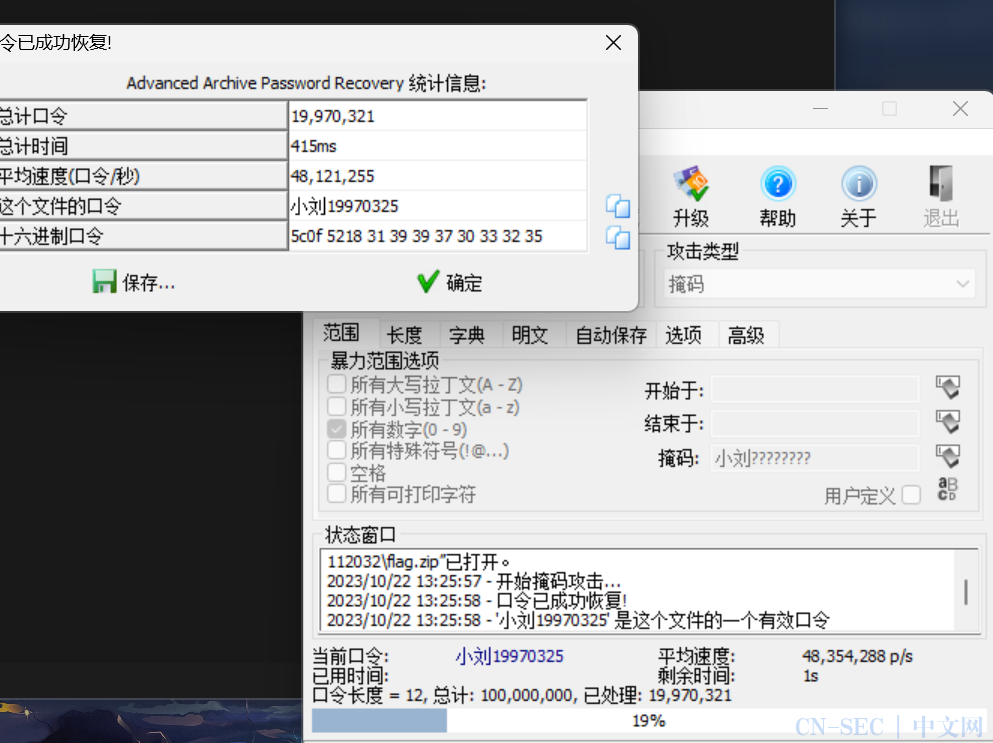 令已成功恢复!
Advanced Archive Password Recovery 统计信息:
总计口令 19,970,321
总计时间 415ms
平均速度(口令/秒) 48,121,255
这个文件的口令 小刘19970325
十六进制口令 5c0f 5218 31 39 39 37 30 33 32 35
保存... 确定
升级 帮助 关于 退出
攻击类型
掩码
范围 长度 字典 明文 自动保存 选项 高级
暴力范围选项
所有大写拉丁文(A - Z)
所有小写拉丁文(a - z)
所有数字(0 - 9)
所有特殊符号(!@...)
空格
所有可打印字符
开始于:
结束于:
掩码: 小刘????????
用户定义
状态窗口
112032\flag.zip"已打开。
2023/10/22 13:25:57 - 开始掩码攻击...
2023/10/22 13:25:58 - 口令已成功恢复!
2023/10/22 13:25:58 - '小刘19970325' 是这个文件的一个有效口令
当前口令: 小刘19970325 平均速度: 48,354,288 p/s
已用时间: 剩余时间: 1s
口令长度 = 12, 总计: 100,000,000, 已处理: 19,970,321
19%
CN-SEC | 中文网